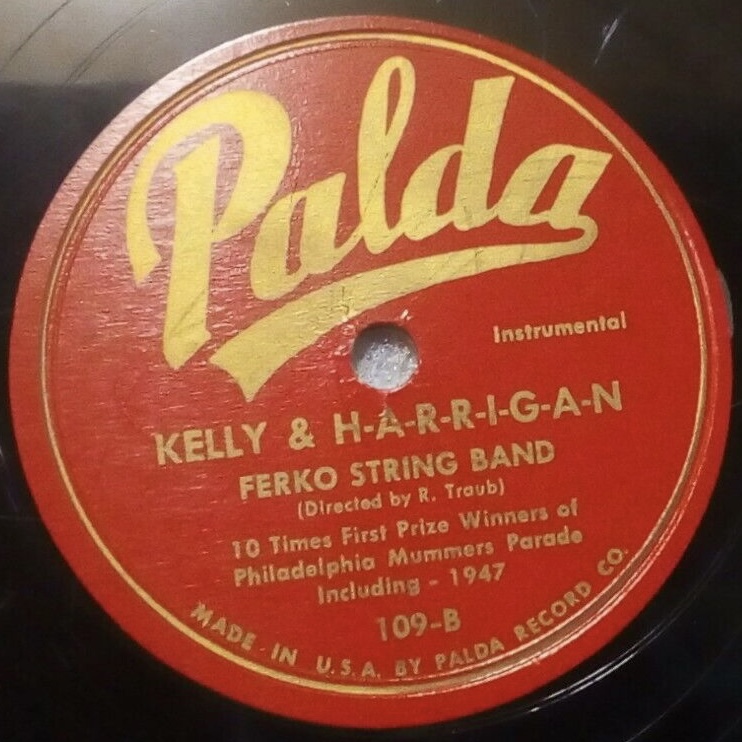 Palda
Instrumental
KELLY & H-A-R-R-I-G-A-N
FERKO STRING BAND
(Directed by R. Traub)
10 Times First Prize Winners of
Philadelphia Mummers Parade
Including - 1947
109-B
MADE IN U.S.A. BY PALDA RECORD CO.